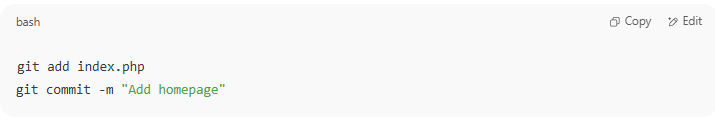 bash
Copy
Edit
git add index.php
git commit -m "Add homepage"